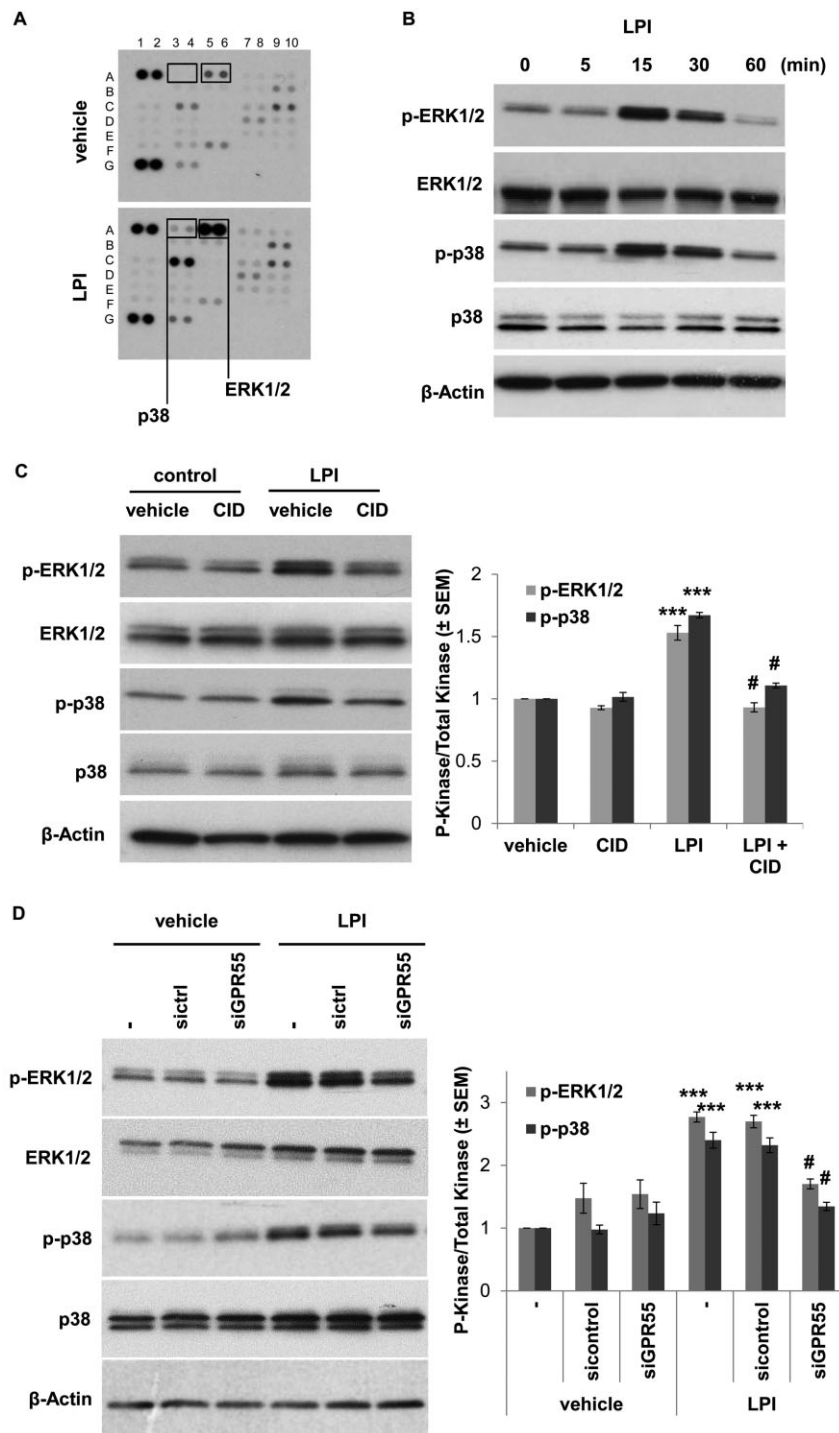 A
1 2 3 4 5 6 7 8 9 10
vehicle
A
B
C
D
E
F
G
LPI
A
B
C
D
E
F
G
p38
ERK1/2
B
LPI
0 5 15 30 60 (min)
p-ERK1/2
ERK1/2
p-p38
p38
β-Actin
C
control LPI
vehicle CID vehicle CID
p-ERK1/2
ERK1/2
p-p38
p38
β-Actin
P-Kinase/Total Kinase (± SEM)
2
1.5
1
0.5
0
p-ERK1/2
p-p38
*** ***
# #
vehicle CID LPI LPI +
CID
D
vehicle LPI
- sictrl siGPR55 - sictrl siGPR55
p-ERK1/2
ERK1/2
p-p38
p38
β-Actin
P-Kinase/Total Kinase (± SEM)
3
2
1
0
p-ERK1/2
p-p38
*** ***
*** ***
# #
- sicontrol siGPR55 - sicontrol siGPR55
vehicle LPI